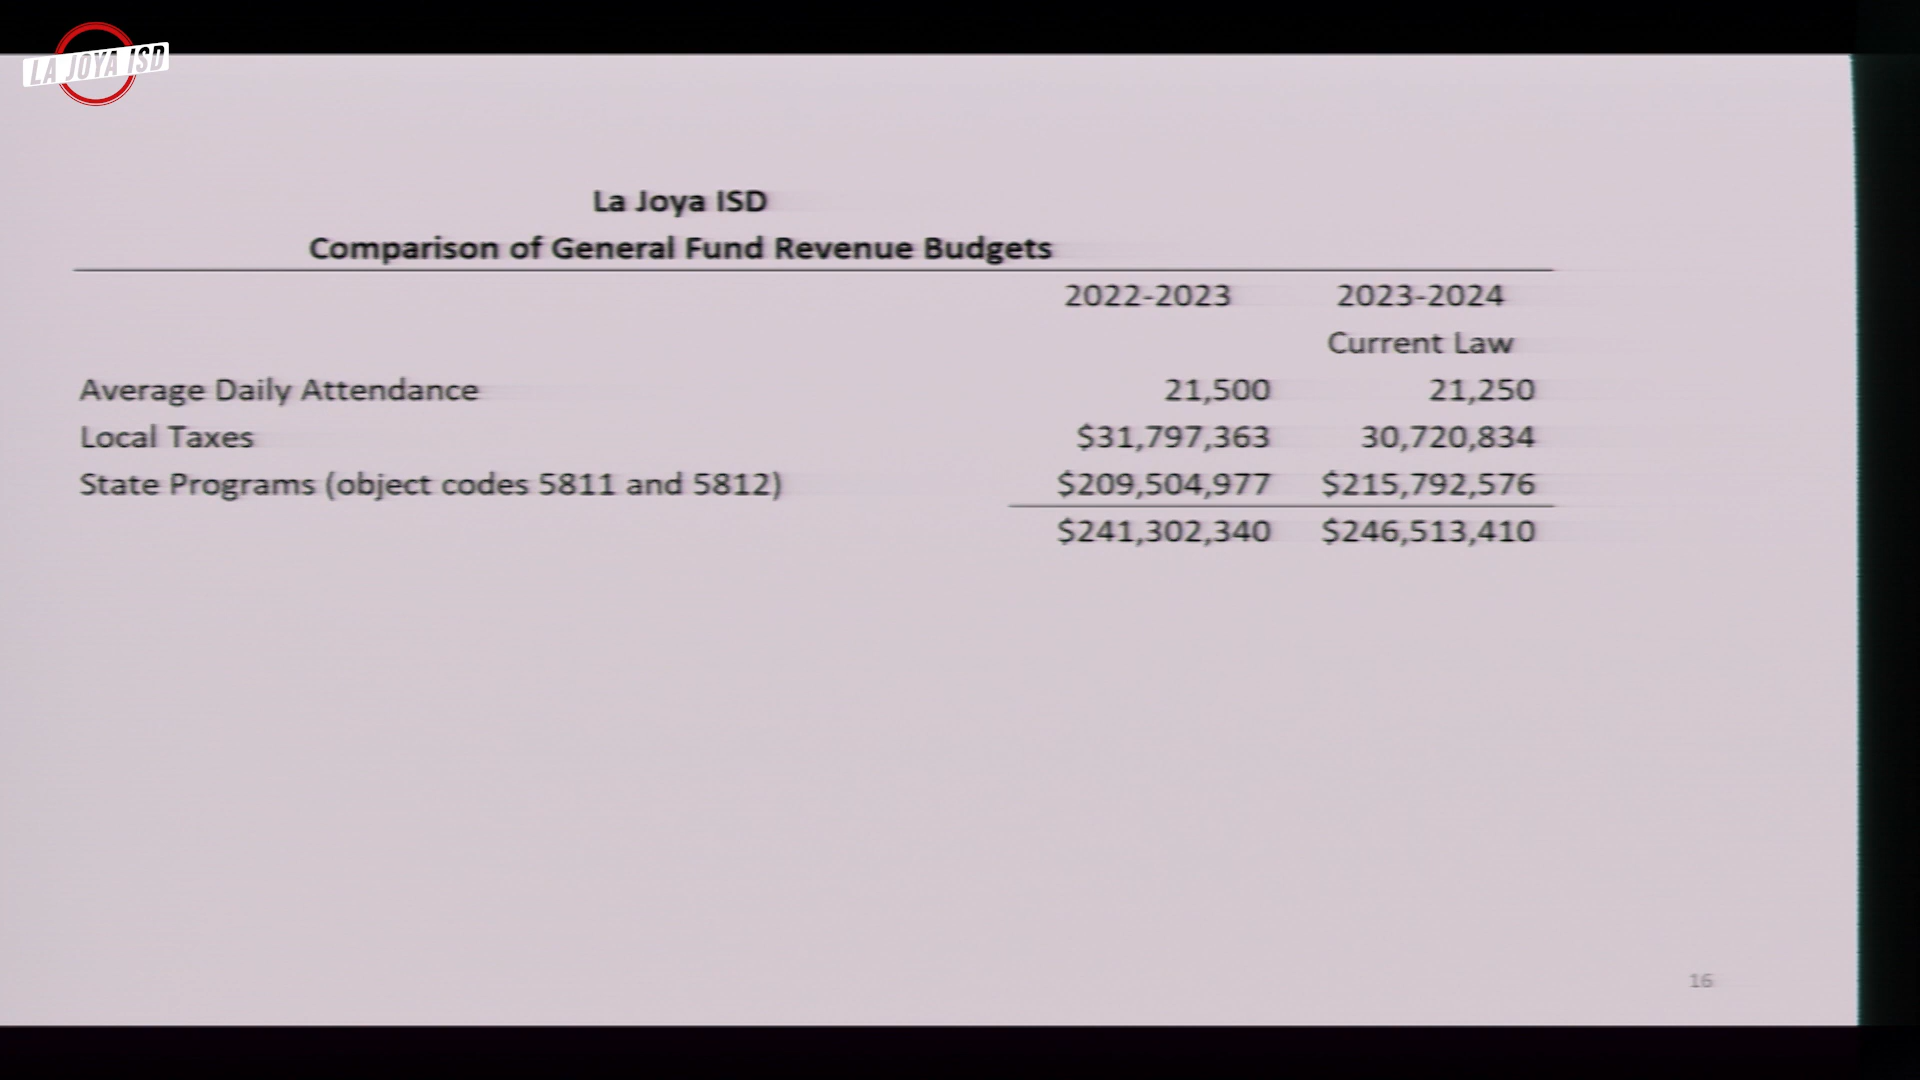 LA JOYA ISD
La Joya ISD
Comparison of General Fund Revenue Budgets
2022-2023 2023-2024
Current Law
Average Daily Attendance 21,500 21,250
Local Taxes $31,797,363 30,720,834
State Programs (object codes 5811 and 5812) $209,504,977 $215,792,576
$241,302,340 $246,513,410
16